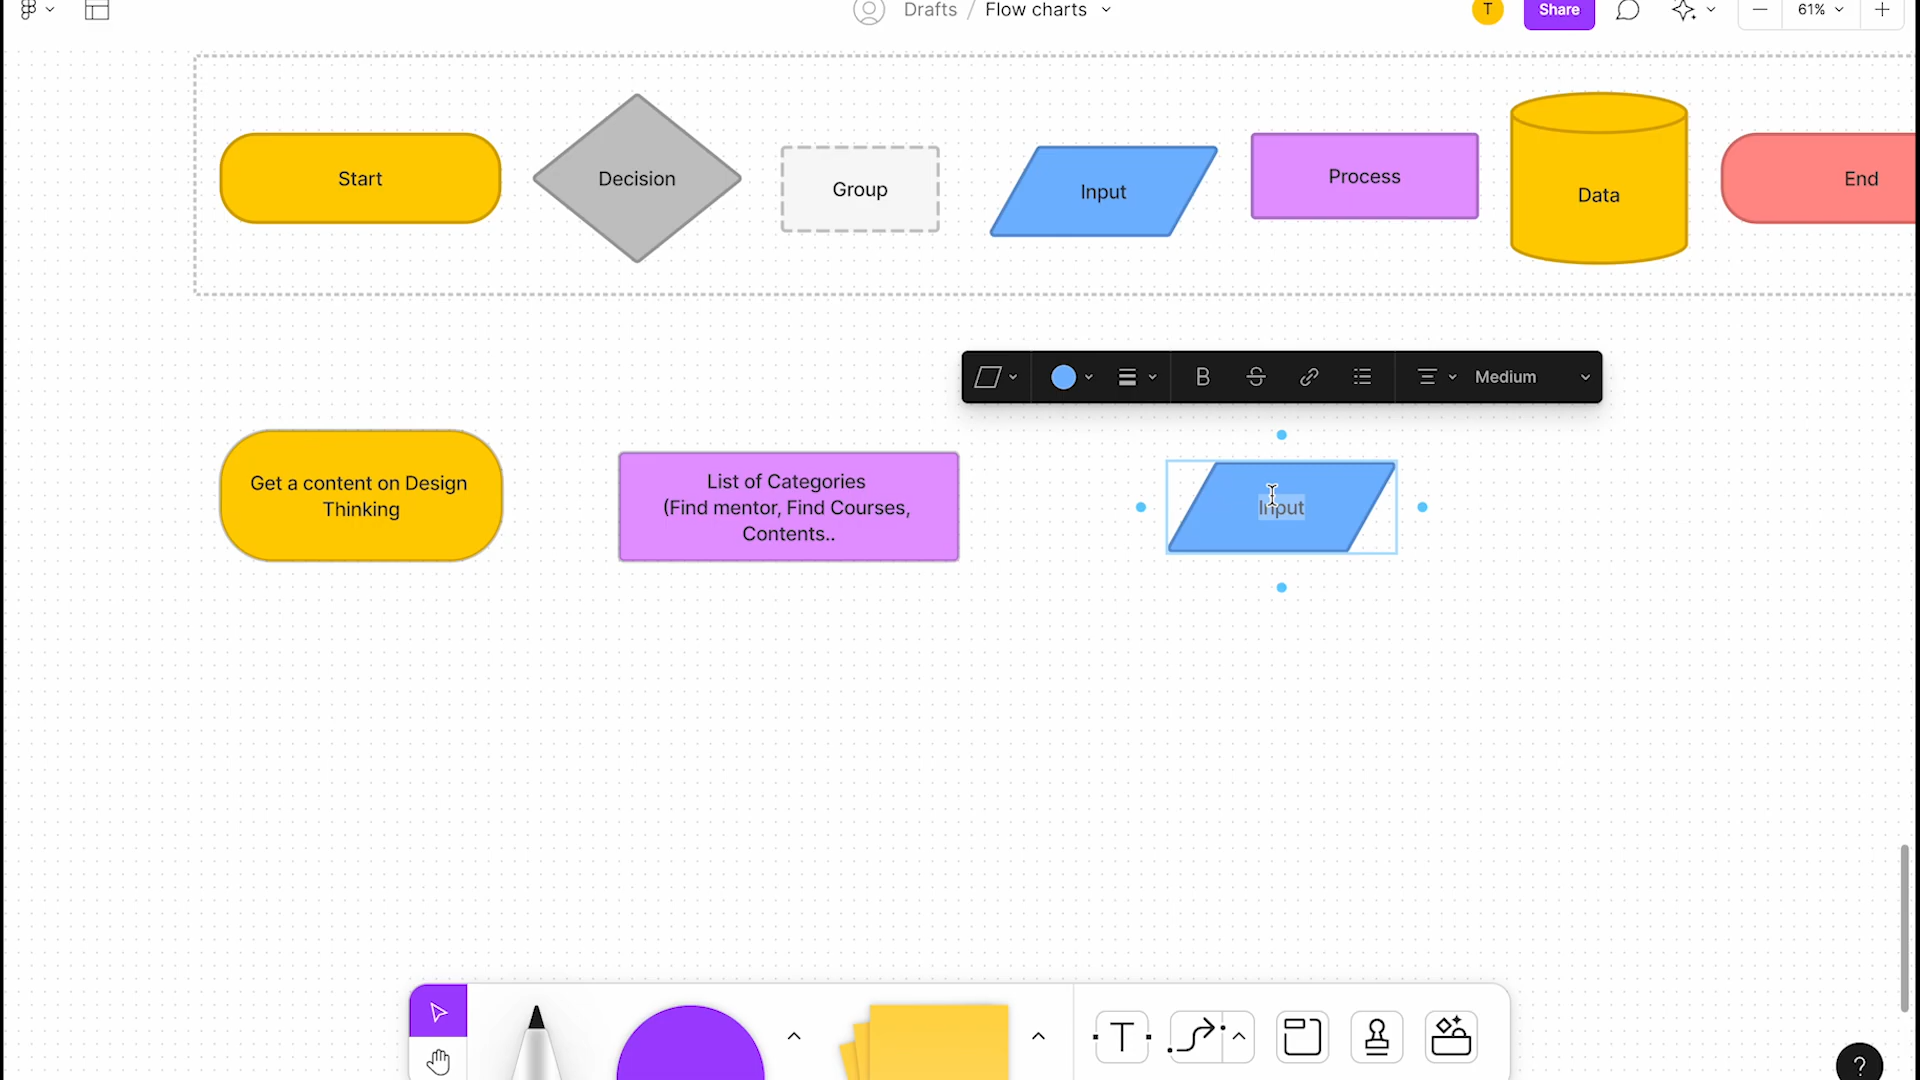 Drafts / Flow charts
T
Share
61%
Start
Decision
Group
Input
Process
Data
End
B
S
Medium
Get a content on Design
Thinking
List of Categories
(Find mentor, Find Courses,
Contents..
Input
T
?